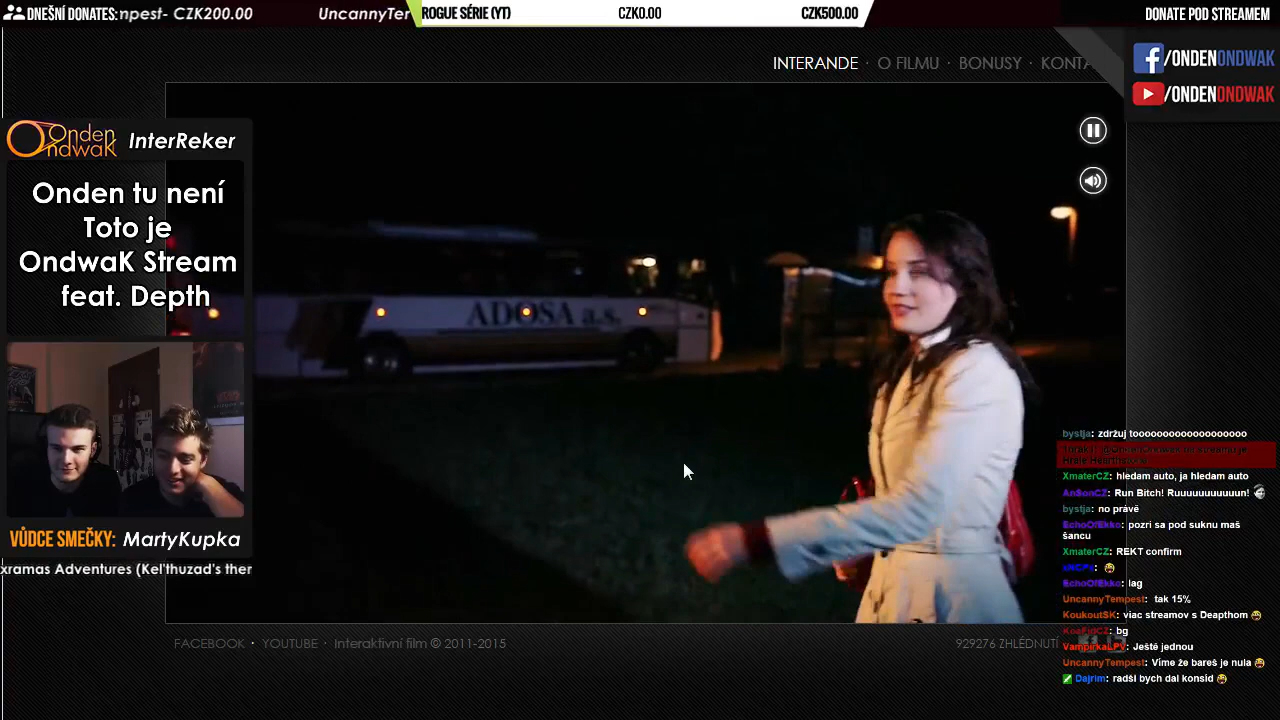 DNEŠNÍ DONATES:
mpest- CZK200.00
UncannyTer
ROGUE SÉRIE (YT)
CZK0.00
CZK500.00
DONATE POD STREAMEM
INTERANDE · O FILMU · BONUSY · KONTA
/ONDENONDWAK
/ONDENONDWAK
Onden
OndwaK
InterReker
Onden tu není
Toto je
OndwaK Stream
feat. Depth
ADOSA a.s.
VŮDCE SMEČKY: MartyKupka
xramas Adventures (Kel'thuzad's ther
bystja: zdržuj tooooooooooooooooooo
XmaterCZ: hledam auto, ja hledam auto
AnSonCZ: Run Bitch! Ruuuuuuuuuun!
bystja: no právě
EchoOfEkko: pozri sa pod suknu maš
šancu
XmaterCZ: REKT confirm
EchoOfEkko: lag
UncannyTempest: tak 15%
KoukoutSK: viac streamov s Deapthom
bg
VampirkaLPV: Ještě jednou
UncannyTempest: Víme že bareš je nula
Dajrim: radši bych dal konsid
FACEBOOK · YOUTUBE · Interaktivní film © 2011-2015
929276 ZHLÉDNUTÍ